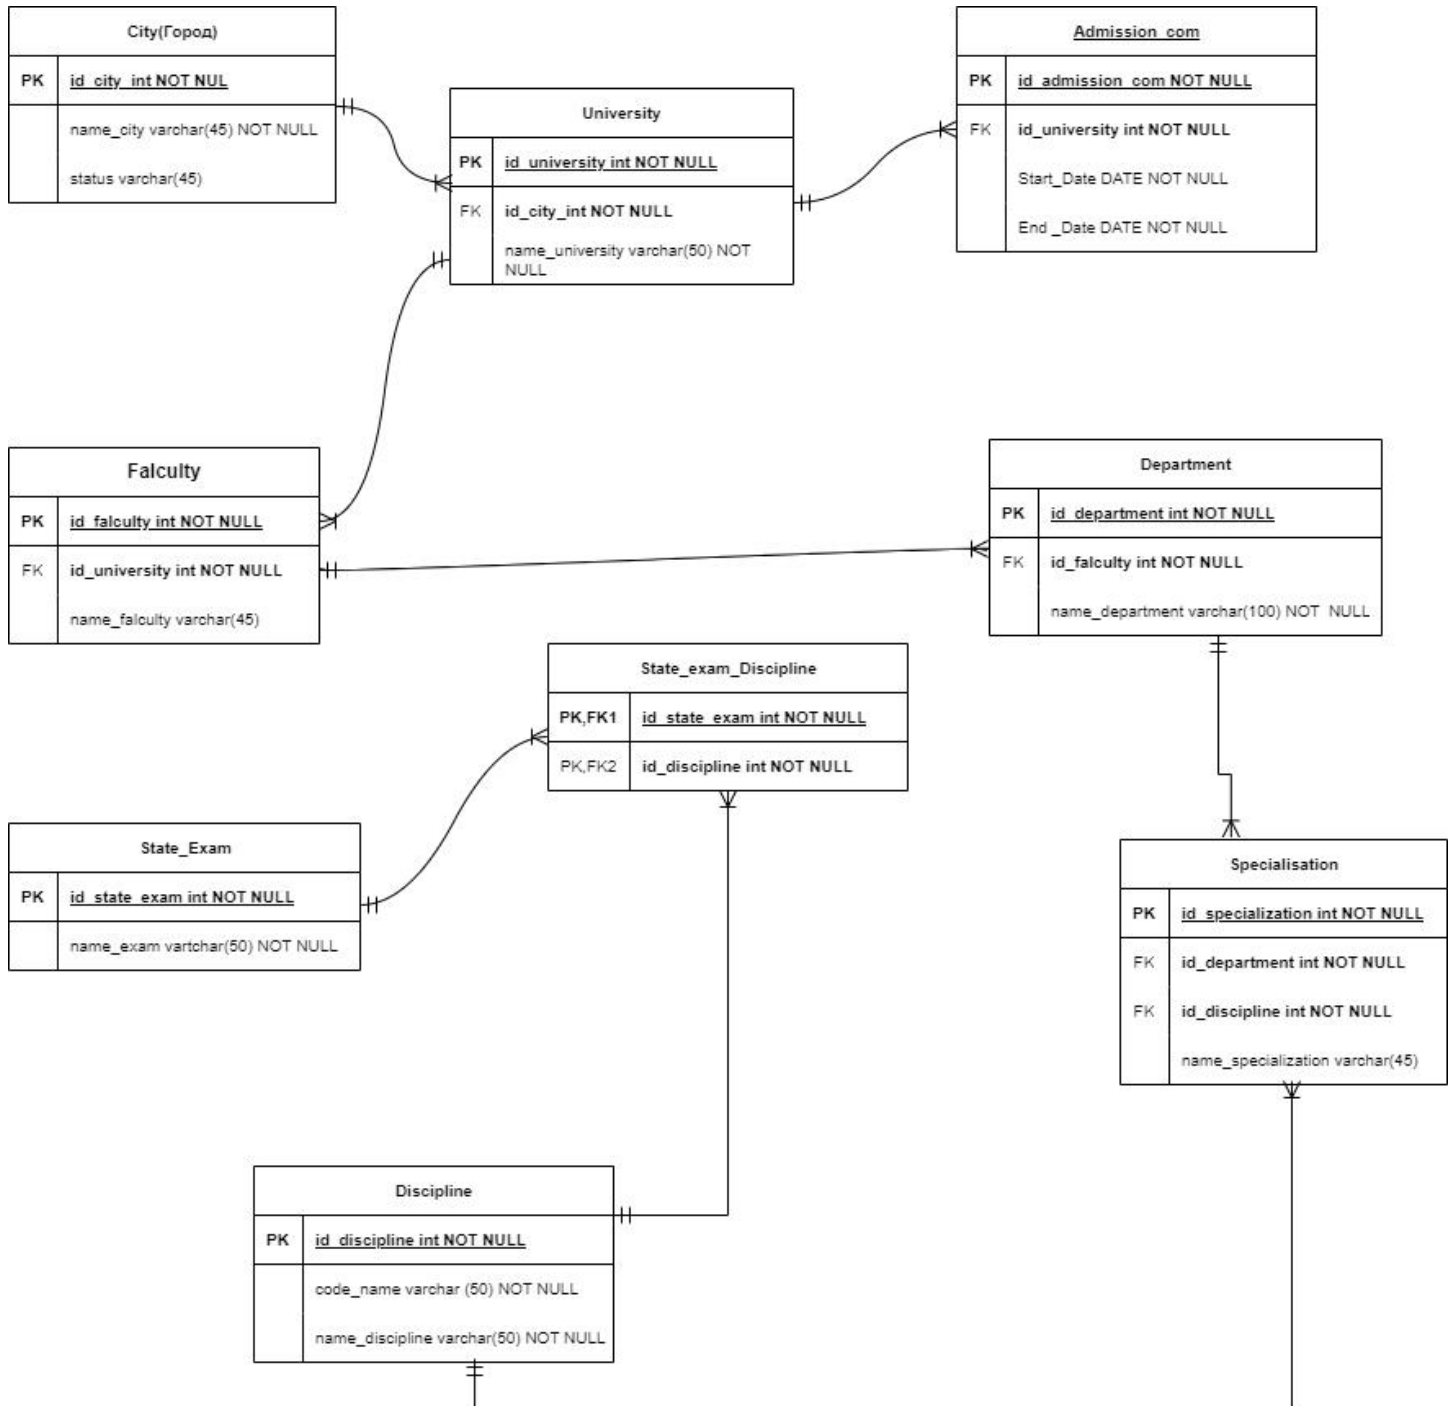 City(Город)
PK id_city_int NOT NUL
name_city varchar(45) NOT NULL
status varchar(45)
University
PK id_university int NOT NULL
FK id_city_int NOT NULL
name_university varchar(50) NOT
NULL
Admission_com
PK id_admission_com NOT NULL
FK id_university int NOT NULL
Start_Date DATE NOT NULL
End _Date DATE NOT NULL
Falculty
PK id_falculty int NOT NULL
FK id_university int NOT NULL
name_falculty varchar(45)
Department
PK id_department int NOT NULL
FK id_falculty int NOT NULL
name_department varchar(100) NOT NULL
State_exam_Discipline
PK,FK1 id_state_exam int NOT NULL
PK,FK2 id_discipline int NOT NULL
State_Exam
PK id_state_exam int NOT NULL
name_exam vartchar(50) NOT NULL
Specialisation
PK id_specialization int NOT NULL
FK id_department int NOT NULL
FK id_discipline int NOT NULL
name_specialization varchar(45)
Discipline
PK id_discipline int NOT NULL
code_name varchar (50) NOT NULL
name_discipline varchar(50) NOT NULL